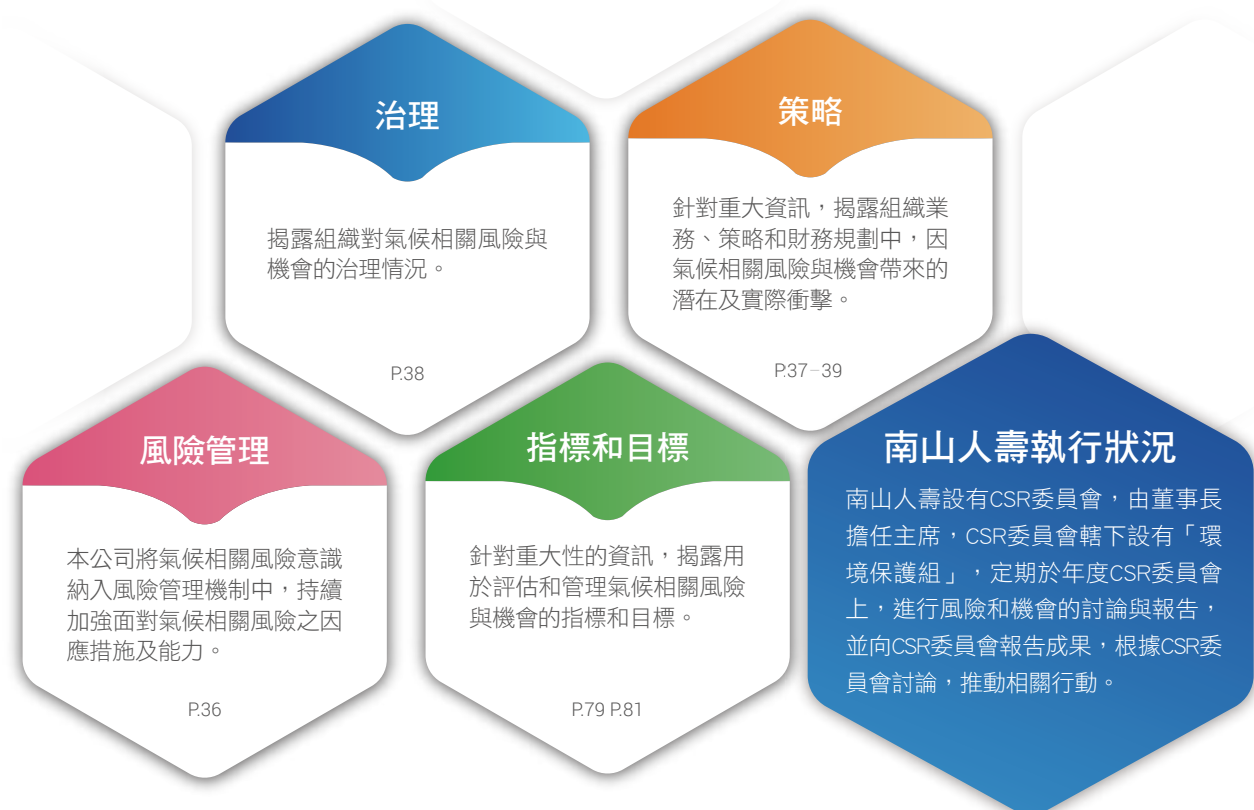 治理
揭露組織對氣候相關風險與
機會的治理情況。
P.38
策略
針對重大資訊，揭露組織業
務、策略和財務規劃中，因
氣候相關風險與機會帶來的
潛在及實際衝擊。
P.37–39
風險管理
本公司將氣候相關風險意識
納入風險管理機制中，持續
加強面對氣候相關風險之因
應措施及能力。
P.36
指標和目標
針對重大性的資訊，揭露用
於評估和管理氣候相關風險
與機會的指標和目標。
P.79 P.81
南山人壽執行狀況
南山人壽設有CSR委員會，由董事長
擔任主席，CSR委員會轄下設有「環
境保護組」，定期於年度CSR委員會
上，進行風險和機會的討論與報告，
並向CSR委員會報告成果，根據CSR委
員會討論，推動相關行動。